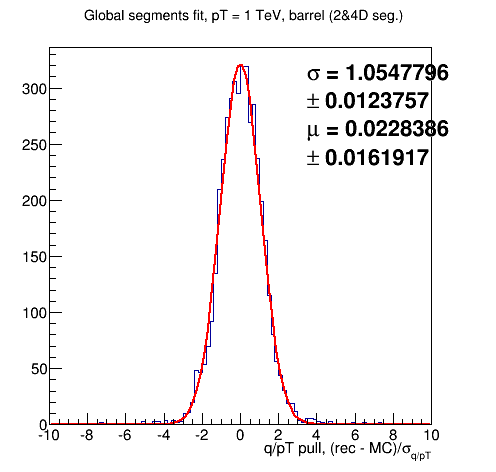 Global segments fit, pT = 1 TeV, barrel (2&4D seg.)
σ = 1.0547796
± 0.0123757
μ = 0.0228386
± 0.0161917
300
250
200
150
100
50
0
-10 -8 -6 -4 -2 0 2 4 6 8 10
q/pT pull, (rec - MC)/σq/pT